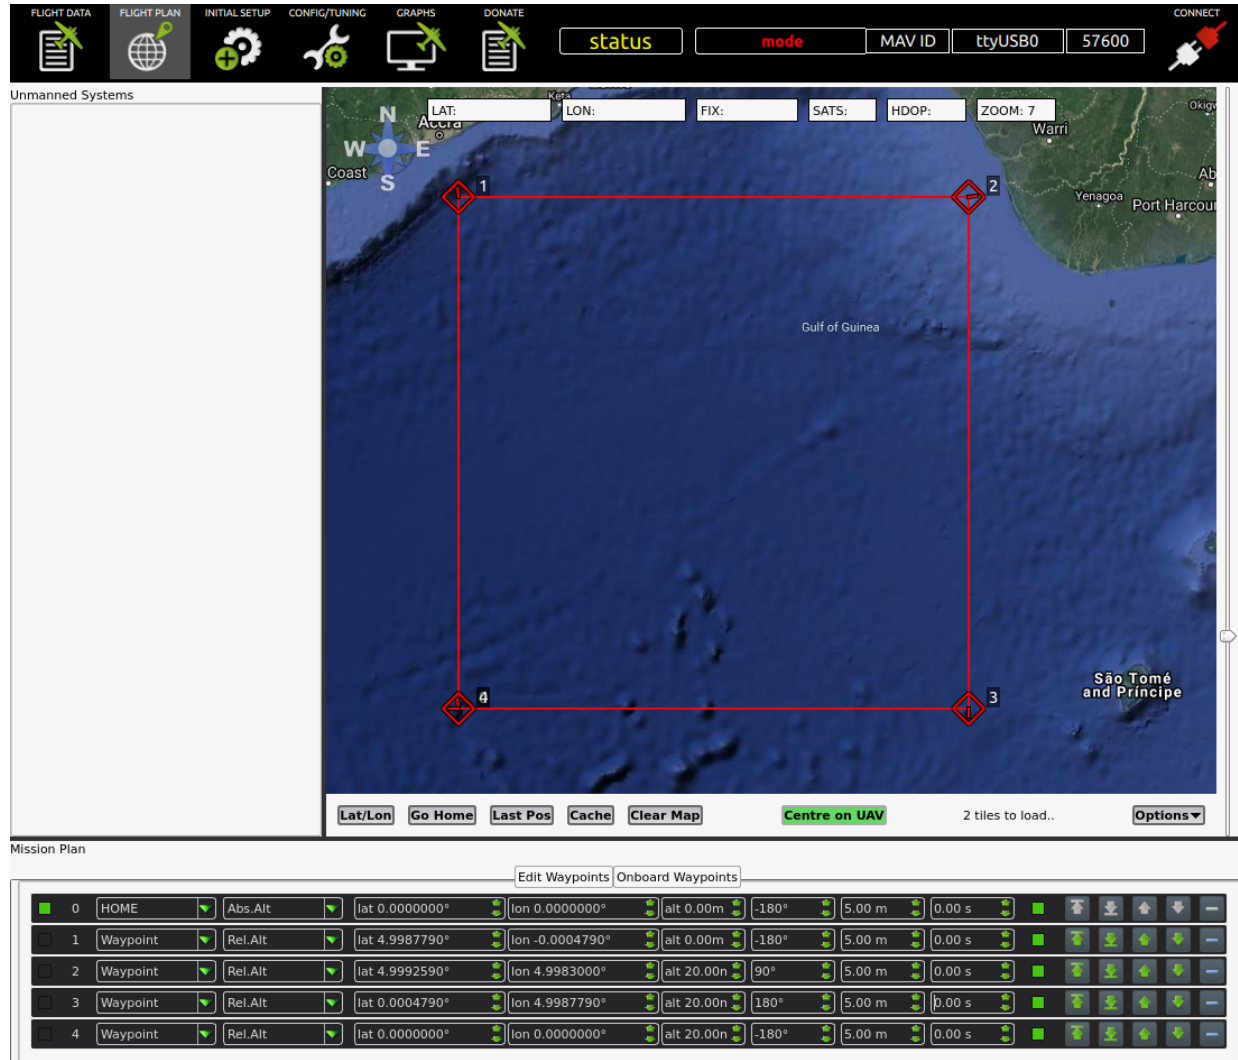 FLIGHT DATA FLIGHT PLAN INITIAL SETUP CONFIG/TUNING GRAPHS DONATE CONNECT
status mode MAV ID ttyUSB0 57600
Unmanned Systems
Keta
LAT: LON: FIX: SATS: HDOP: ZOOM: 7
N Accra Warri
W E
Coast S
1 2
Yenagoa Port Harcour
Gulf of Guinea
São Tomé
and Príncipe
4 3
Lat/Lon Go Home Last Pos Cache Clear Map Centre on UAV 2 tiles to load.. Options
Mission Plan
Edit Waypoints Onboard Waypoints
0 HOME Abs.Alt lat 0.0000000° lon 0.0000000° alt 0.00m -180° 5.00 m 0.00 s
1 Waypoint Rel.Alt lat 4.9987790° lon -0.0004790° alt 0.00m -180° 5.00 m 0.00 s
2 Waypoint Rel.Alt lat 4.9992590° lon 4.9983000° alt 20.00n 90° 5.00 m 0.00 s
3 Waypoint Rel.Alt lat 0.0004790° lon 4.9987790° alt 20.00n 180° 5.00 m 0.00 s
4 Waypoint Rel.Alt lat 0.0000000° lon 0.0000000° alt 20.00n -180° 5.00 m 0.00 s